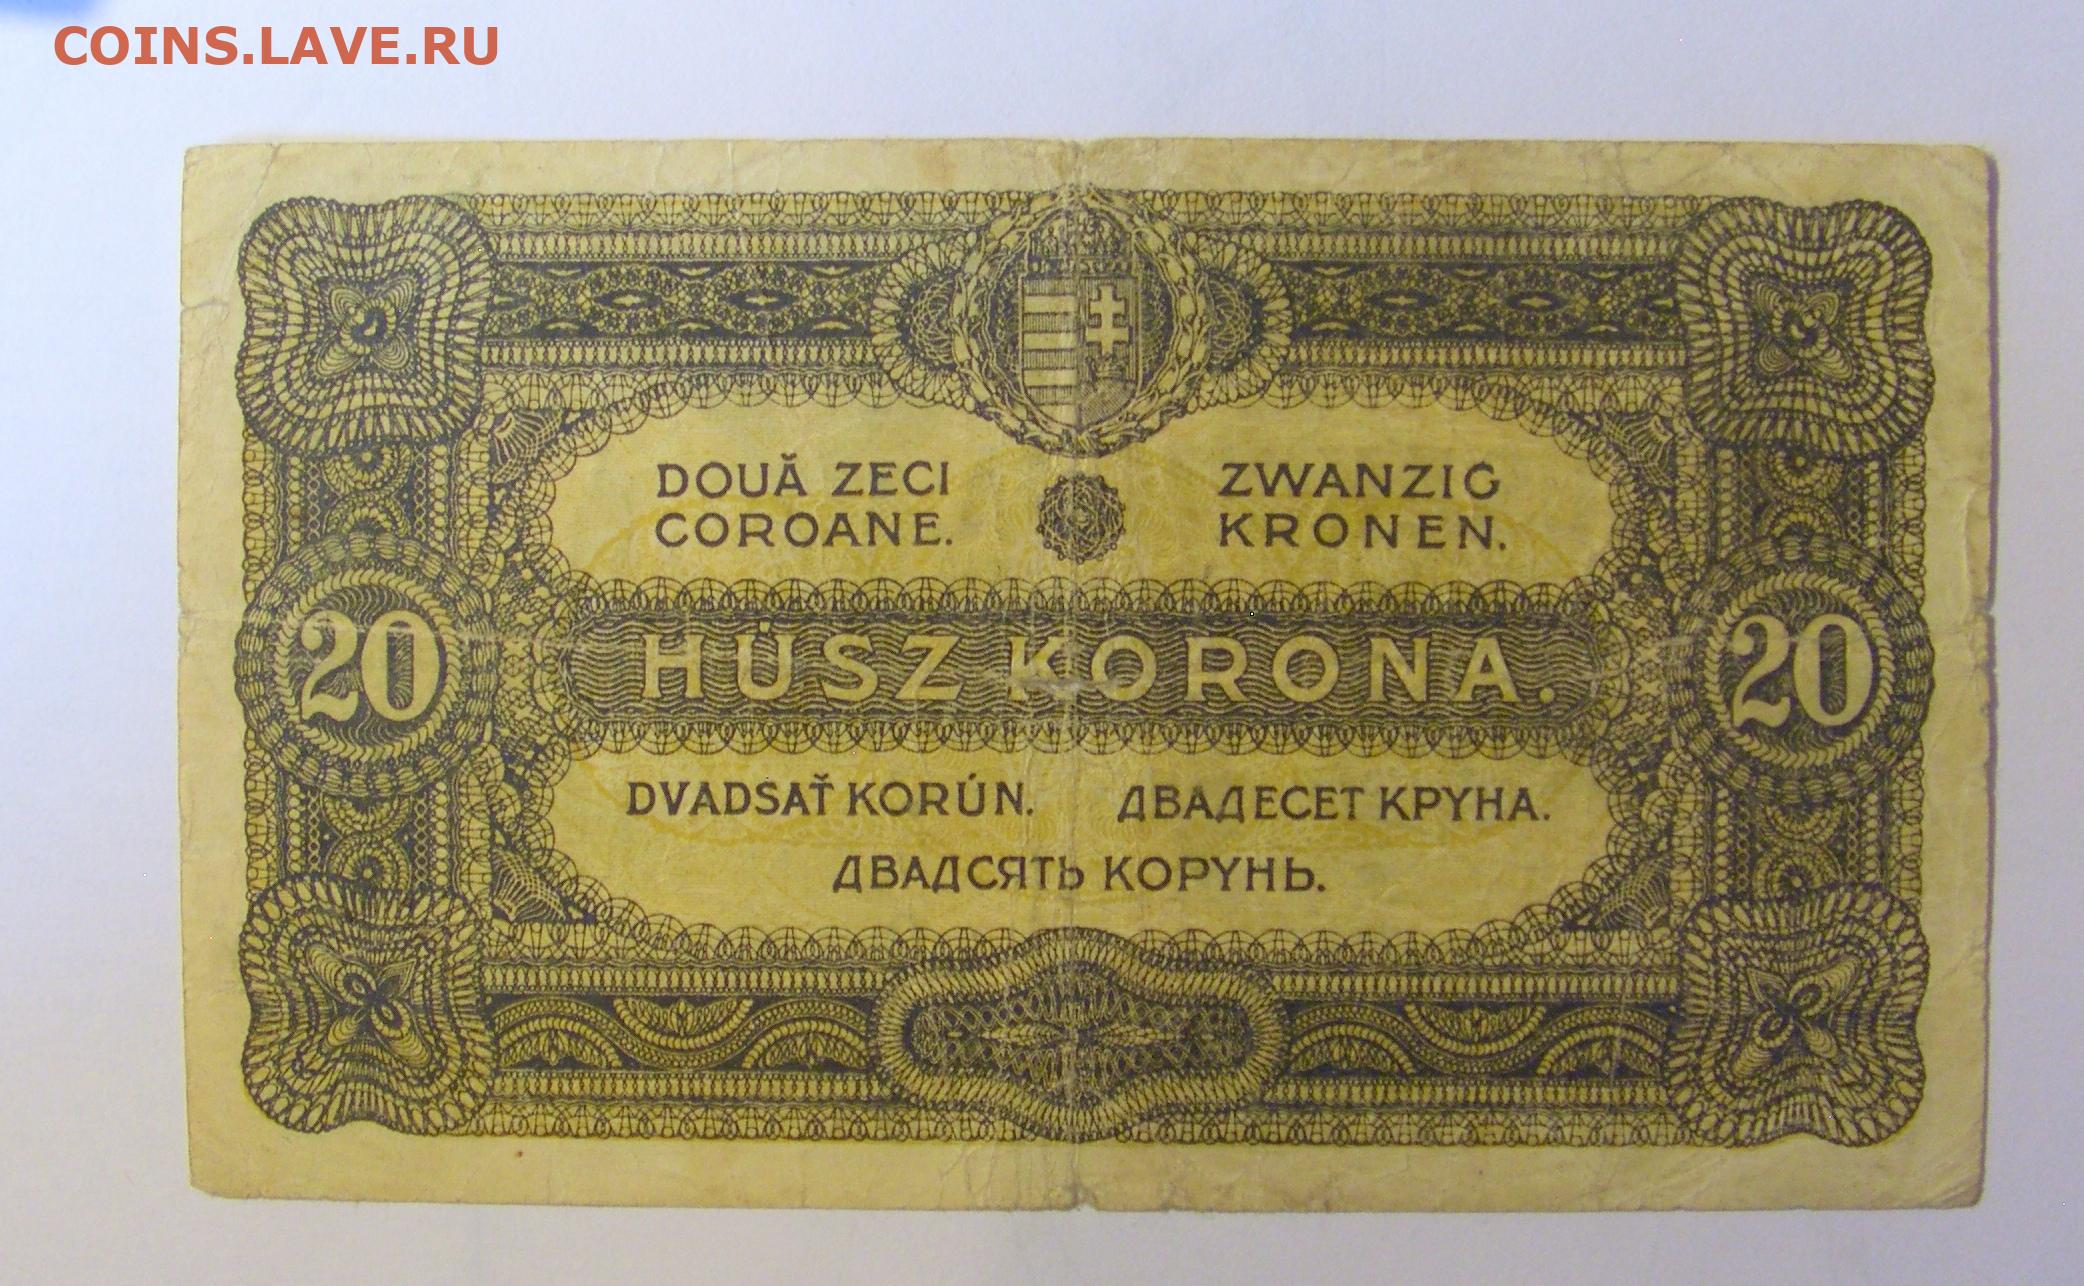 COINS.LAVE.RU
DOUĂ ZECI
COROANE.
ZWANZIG
KRONEN.
20
HÚSZ KORONA.
20
DVADSAŤ KORÚN.
ДВАДЕСЕТ КРУНА.
ДВАДСЯТЬ КОРУНЬ.